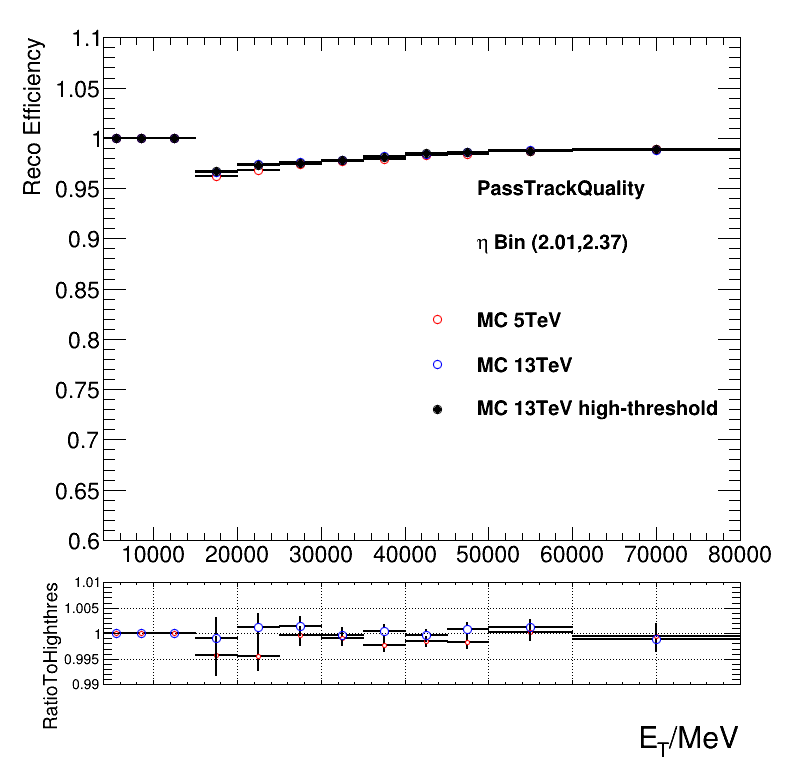 Reco Efficiency
1.1
1.05
1
0.95
0.9
0.85
0.8
0.75
0.7
0.65
0.6
PassTrackQuality
η Bin (2.01,2.37)
MC 5TeV
MC 13TeV
MC 13TeV high-threshold
10000 20000 30000 40000 50000 60000 70000 80000
RatioToHighthres
1.01
1.005
1
0.995
0.99
E_T/MeV